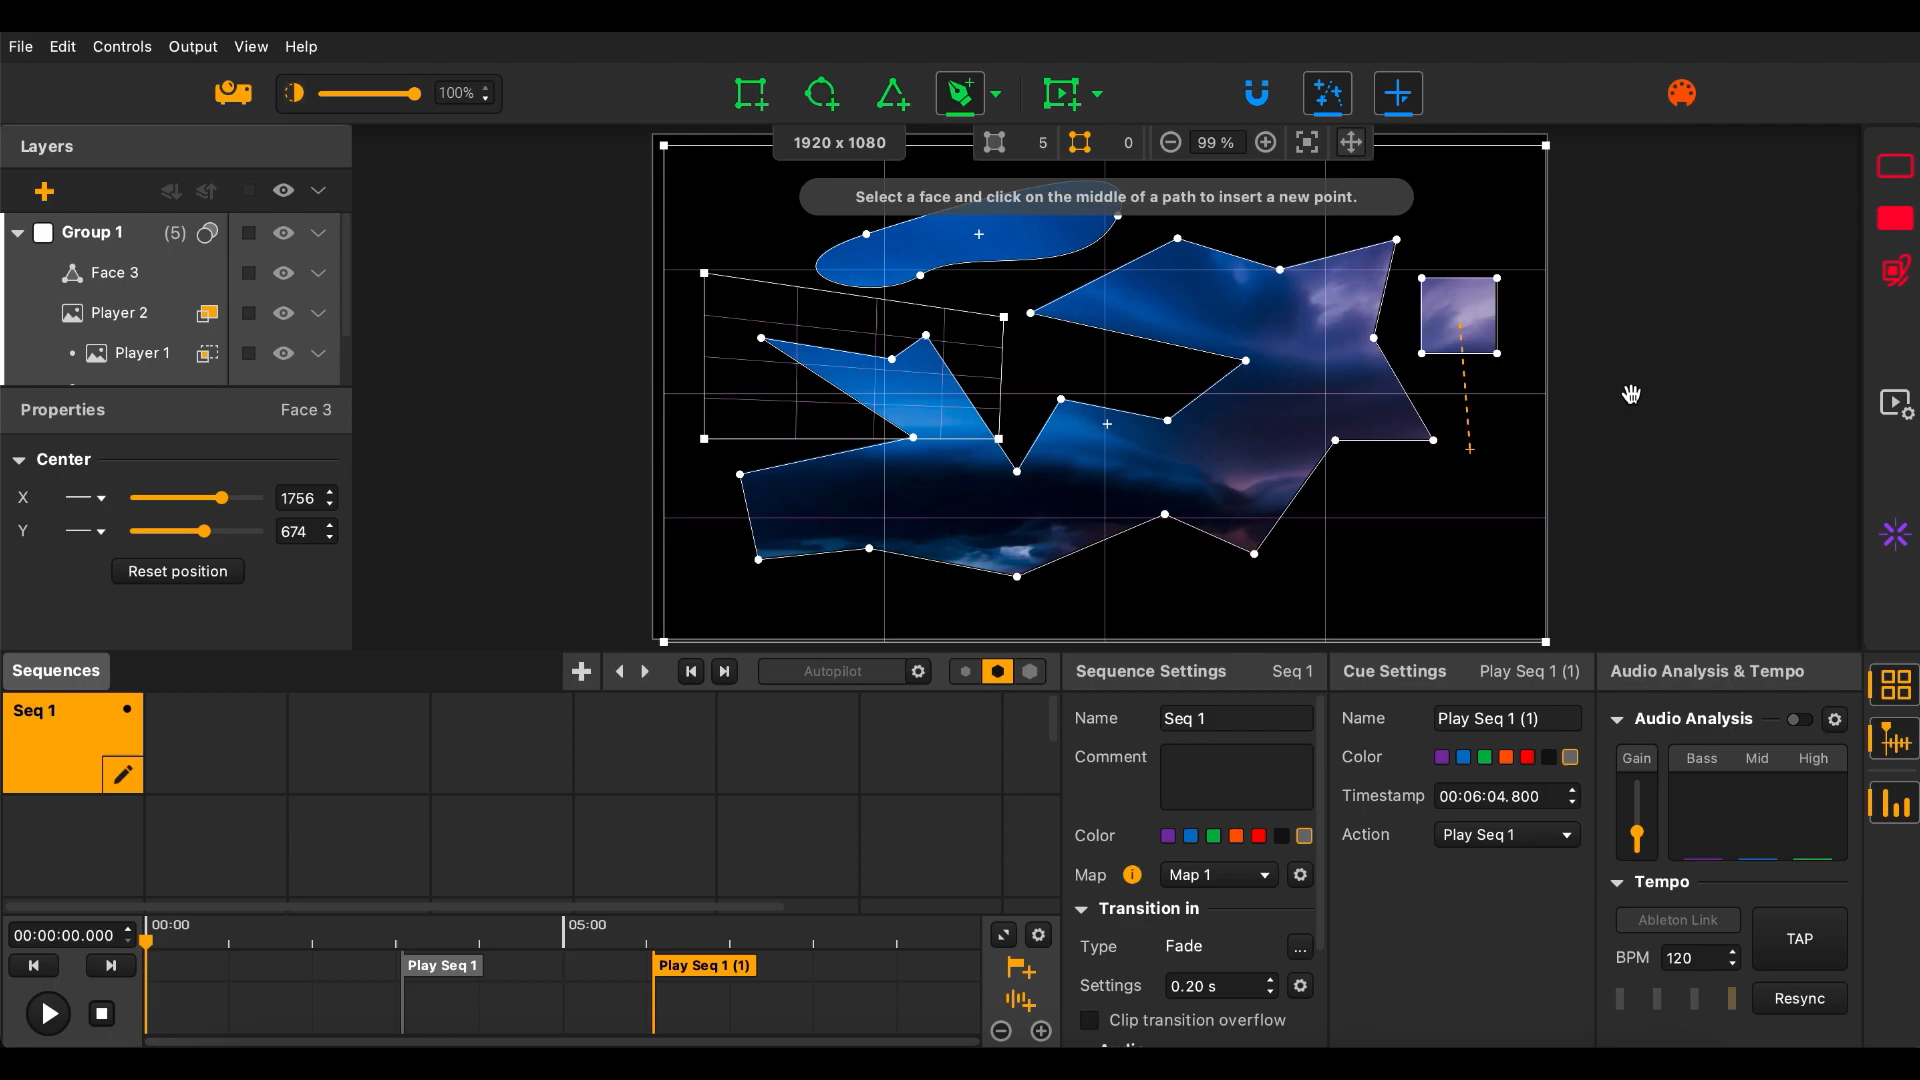 File Edit Controls Output View Help
100%
Layers
1920 x 1080 5 0 99 %
Select a face and click on the middle of a path to insert a new point.
Group 1 (5)
Face 3
Player 2
Player 1
Properties Face 3
Center
X 1756
Y 674
Reset position
Sequences
Autopilot
Seq 1
00:00:00.000
00:00
05:00
Play Seq 1
Play Seq 1 (1)
Sequence Settings Seq 1
Name Seq 1
Comment
Color
Map i Map 1
Transition in
Type Fade ...
Settings 0.20 s
Clip transition overflow
Cue Settings Play Seq 1 (1)
Name Play Seq 1 (1)
Color
Timestamp 00:06:04.800
Action Play Seq 1
Audio Analysis & Tempo
Audio Analysis
Gain Bass Mid High
Tempo
Ableton Link
TAP
BPM 120
Resync